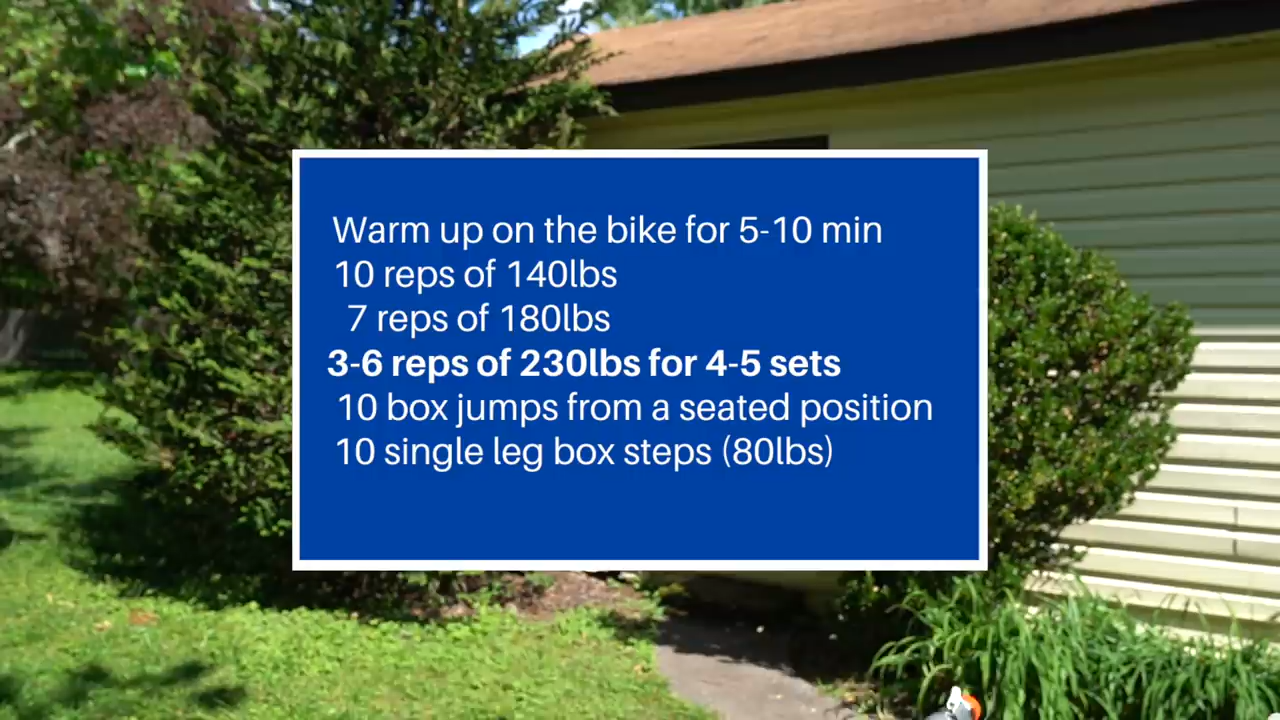 Warm up on the bike for 5-10 min
10 reps of 140lbs
7 reps of 180lbs
3-6 reps of 230lbs for 4-5 sets
10 box jumps from a seated position
10 single leg box steps (80lbs)